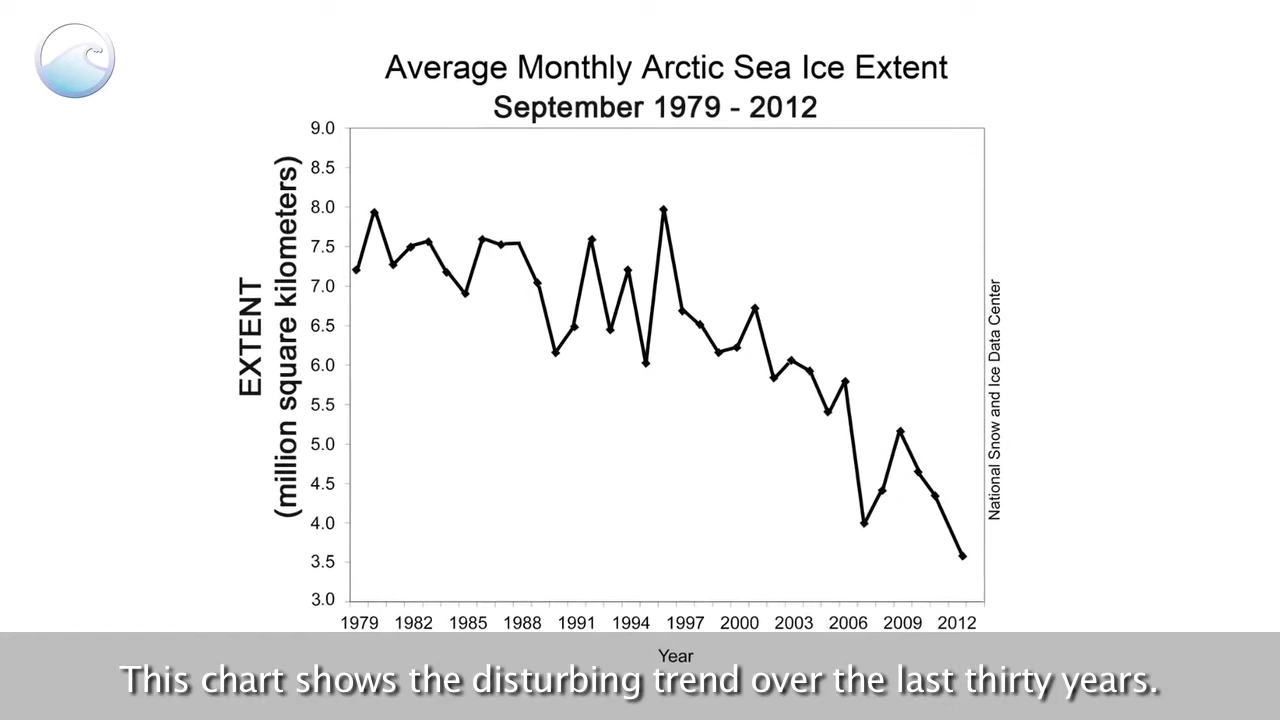 Average Monthly Arctic Sea Ice Extent
September 1979 - 2012
EXTENT
(million square kilometers)
9.0
8.5
8.0
7.5
7.0
6.5
6.0
5.5
5.0
4.5
4.0
3.5
3.0
National Snow and Ice Data Center
1979 1982 1985 1988 1991 1994 1997 2000 2003 2006 2009 2012
Year
This chart shows the disturbing trend over the last thirty years.